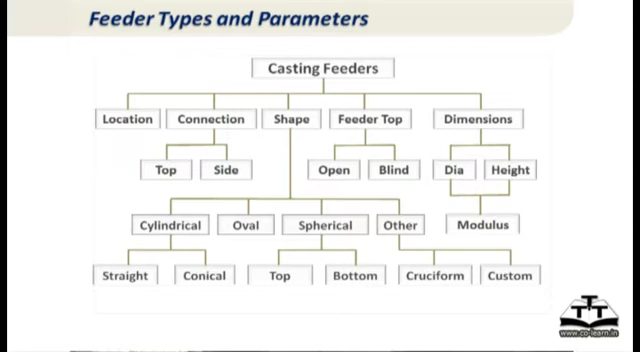 Feeder Types and Parameters
Casting Feeders
Location Connection Shape Feeder Top Dimensions
Top Side Open Blind Dia Height
Cylindrical Oval Spherical Other Modulus
Straight Conical Top Bottom Cruciform Custom
TTT
www.co-learn.in